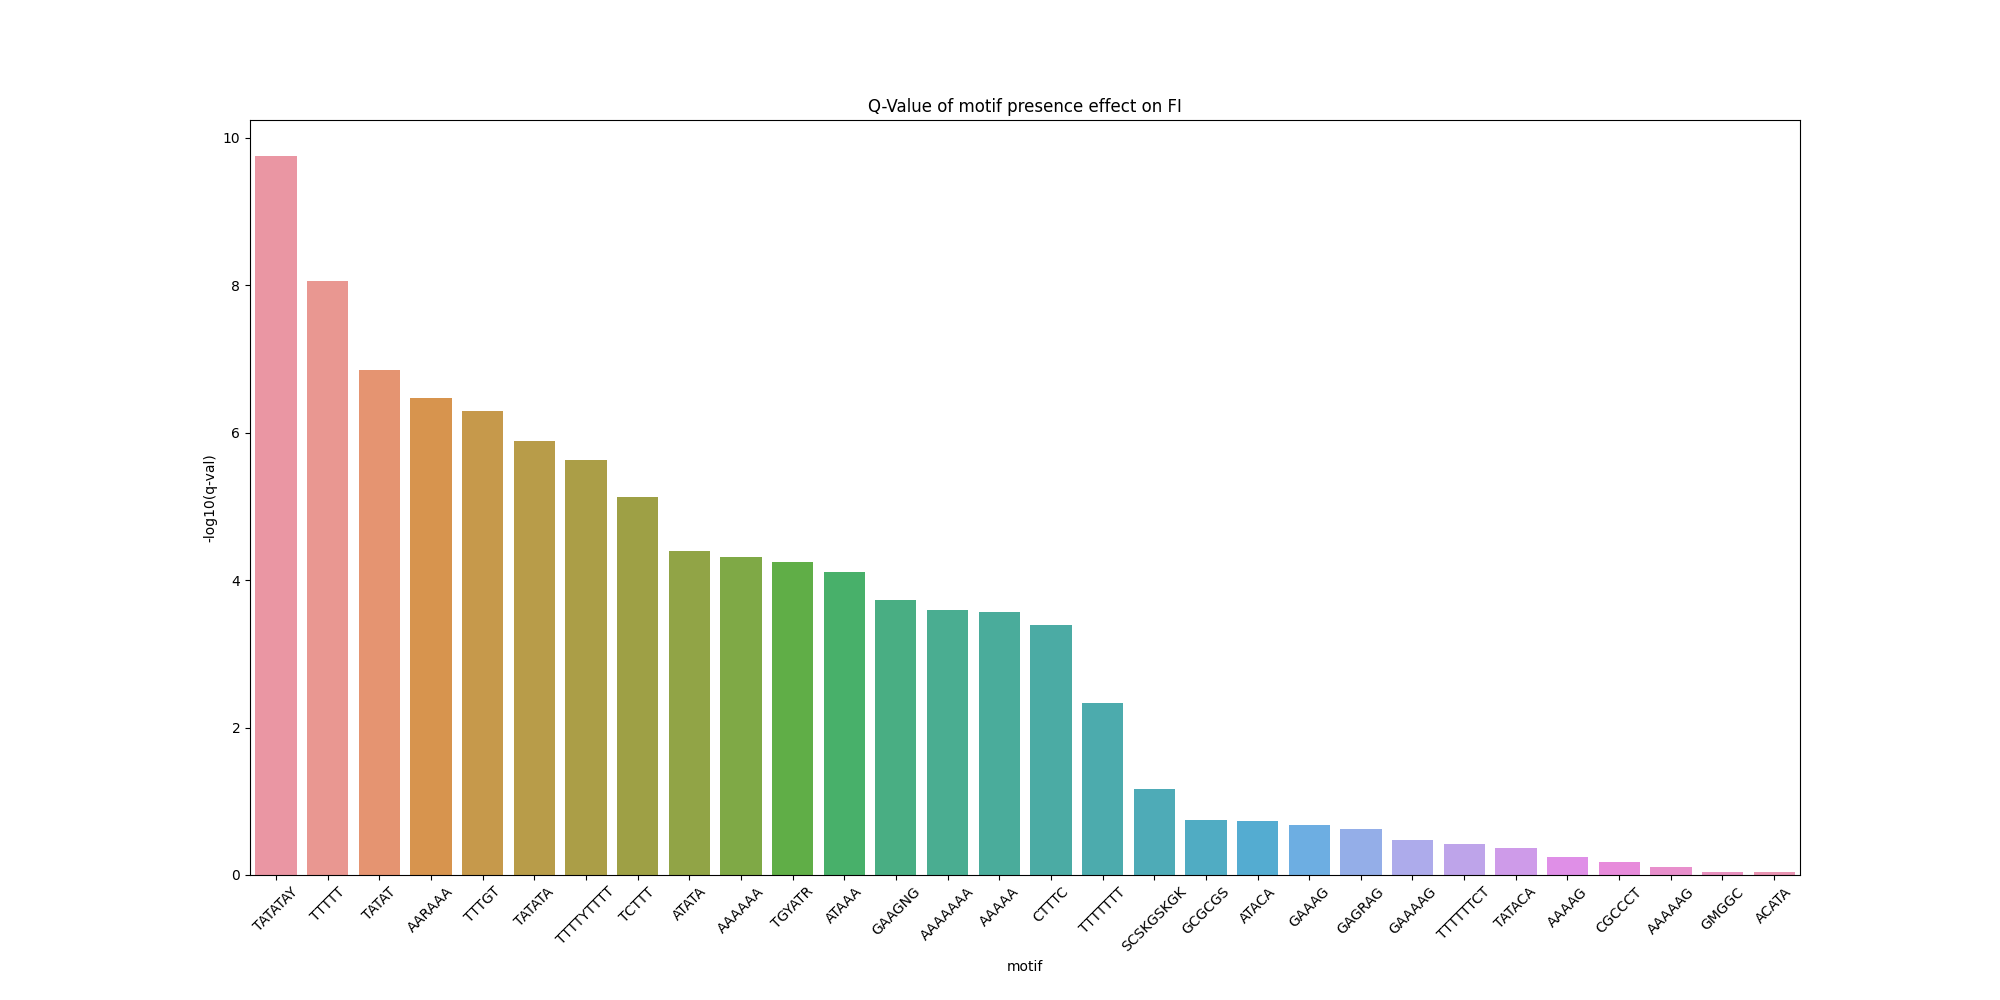 Q-Value of motif presence effect on FI
10
8
6
4
2
0
-log10(q-val)
TATATAY
TTTTT
TATAT
AARAAA
TTTGT
TATATA
TTTYTTTT
TCTTT
ATATA
AAAAAA
TGYATR
ATAAA
GAAGNG
AAAAAAA
AAAAA
CTTTC
TTTTTTT
SCSKGSKGK
GCGCGS
ATACA
GAAAG
GAGRAG
GAAAAG
TTTTTTCT
TATACA
AAAAG
CGCCCT
AAAAAG
GMGGC
ACATA
motif